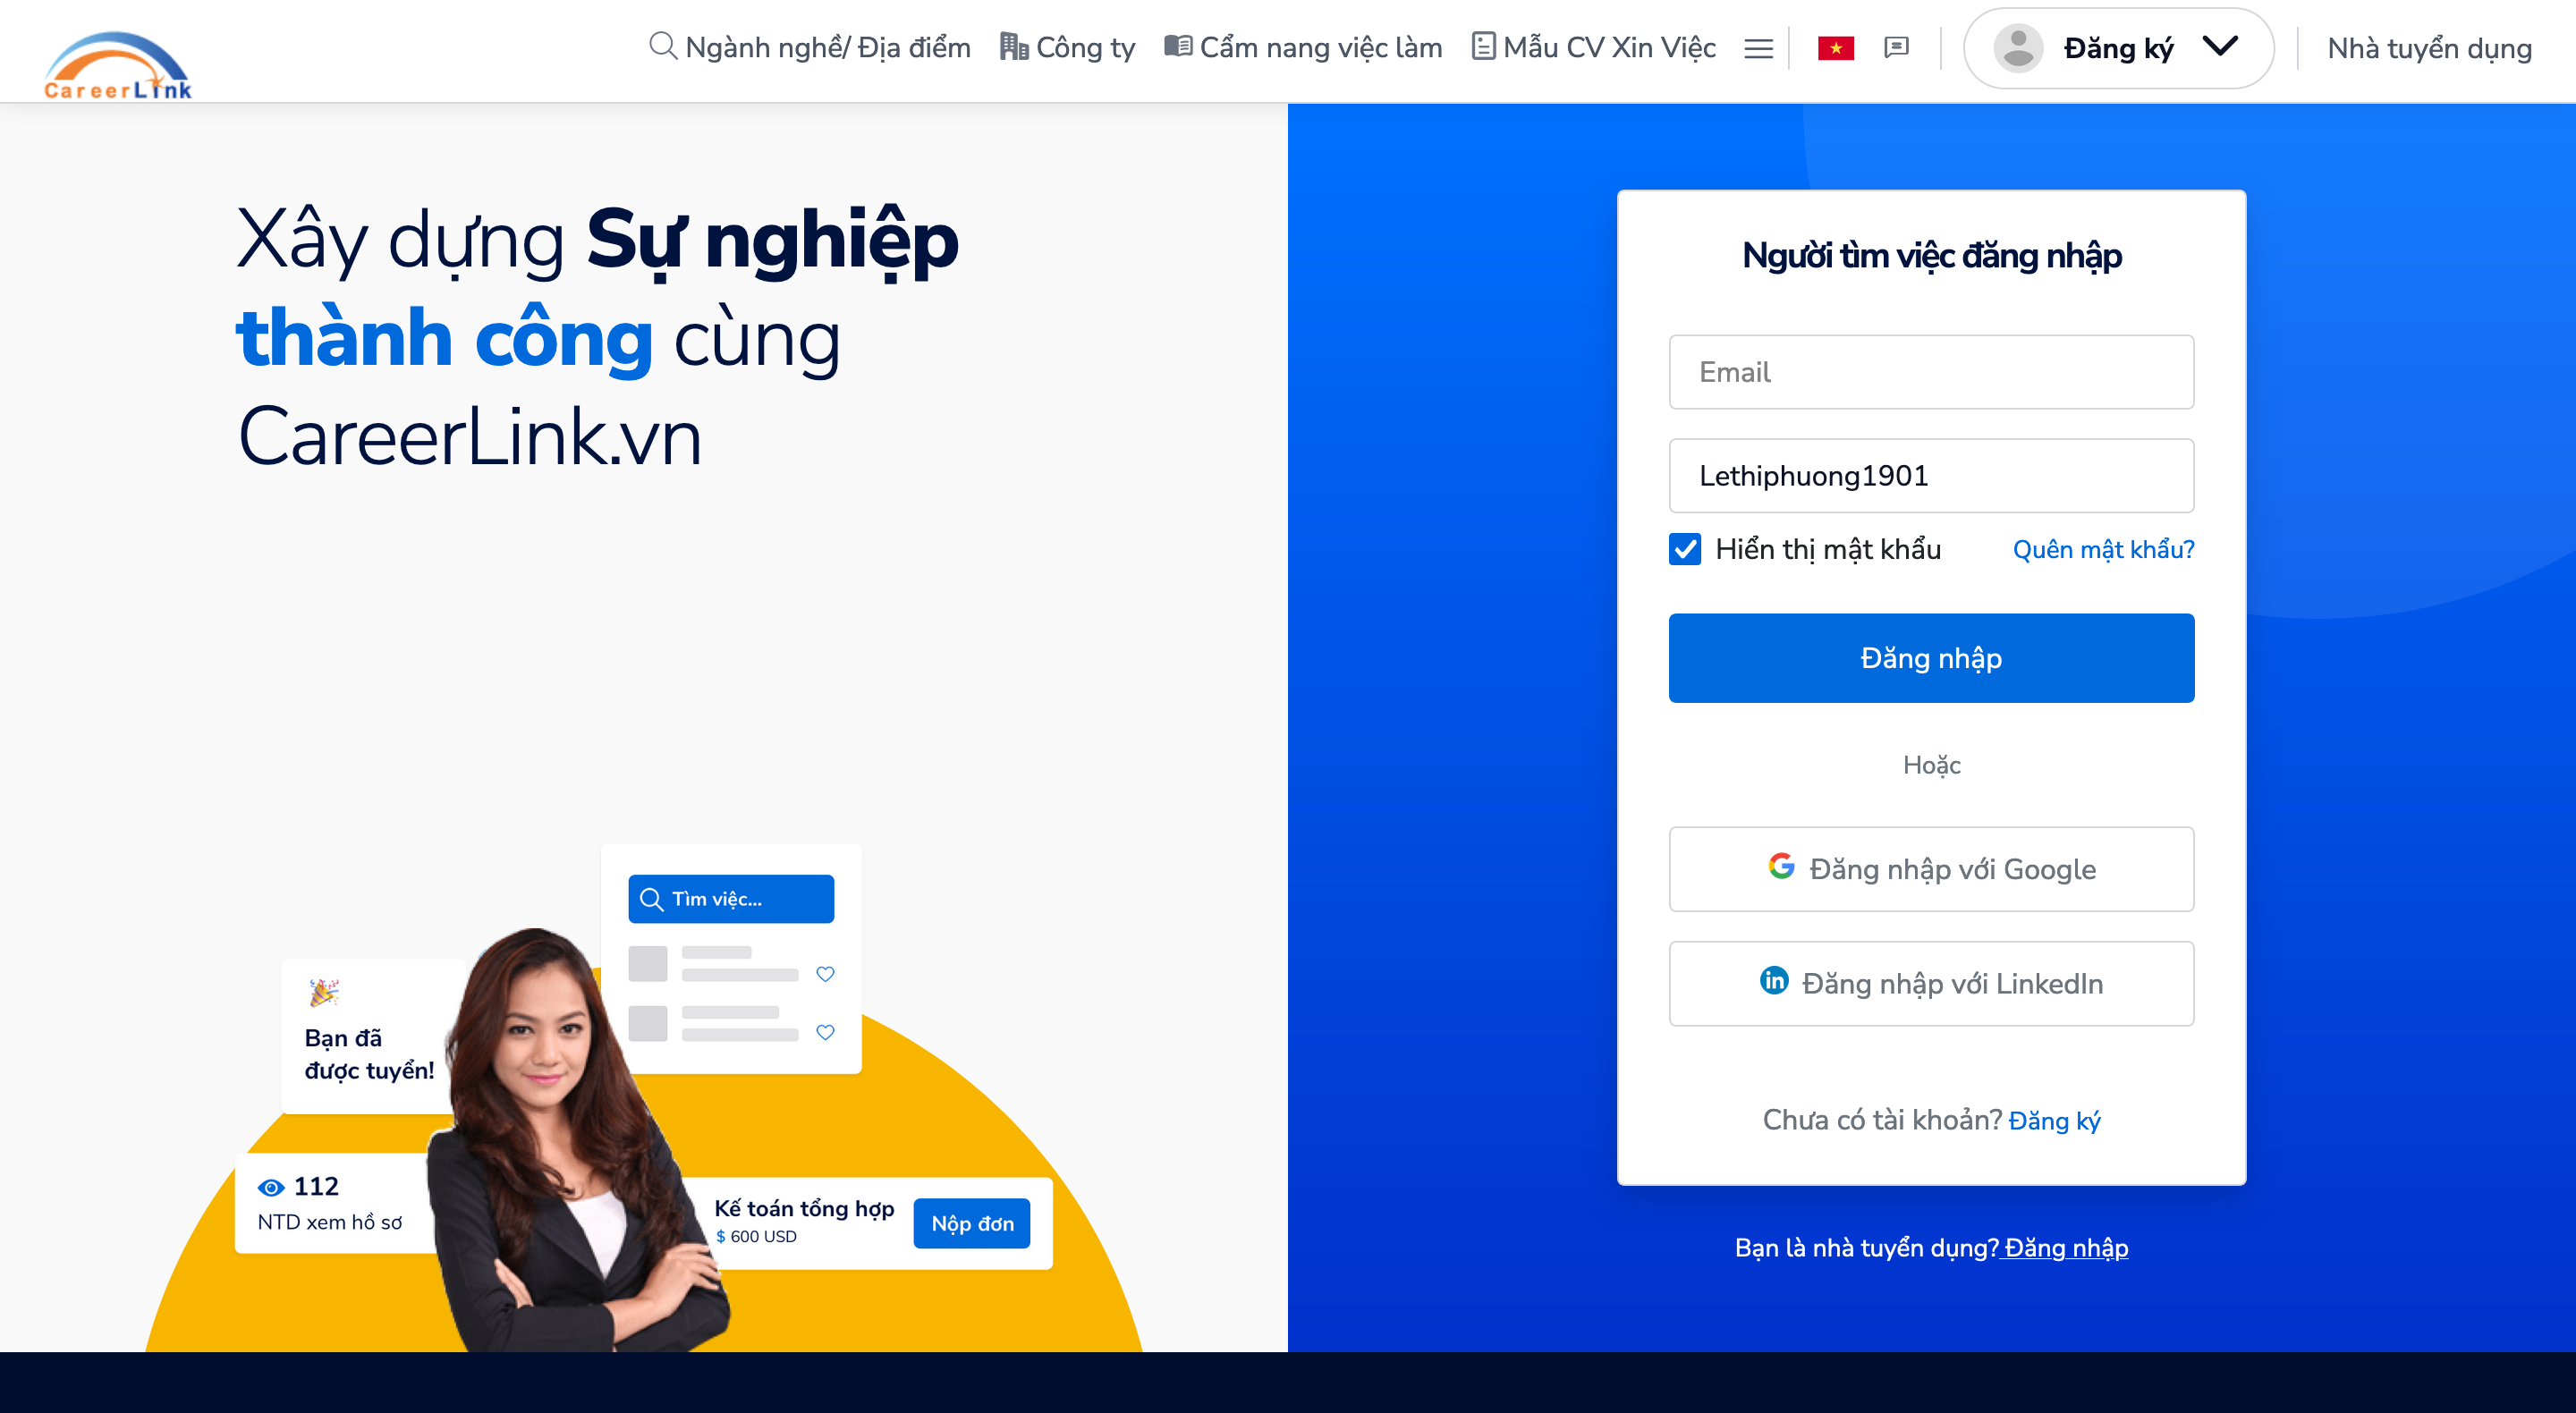 CareerLink
Ngành nghề/ Địa điểm
Công ty
Cẩm nang việc làm
Mẫu CV Xin Việc
Đăng ký
Nhà tuyển dụng
Xây dựng Sự nghiệp
thành công cùng
CareerLink.vn
Tìm việc...
Bạn đã
được tuyển!
112
NTD xem hồ sơ
Kế toán tổng hợp
$ 600 USD
Nộp đơn
Người tìm việc đăng nhập
Email
Lethiphuong1901
Hiển thị mật khẩu
Quên mật khẩu?
Đăng nhập
Hoặc
Đăng nhập với Google
Đăng nhập với LinkedIn
Chưa có tài khoản? Đăng ký
Bạn là nhà tuyển dụng? Đăng nhập